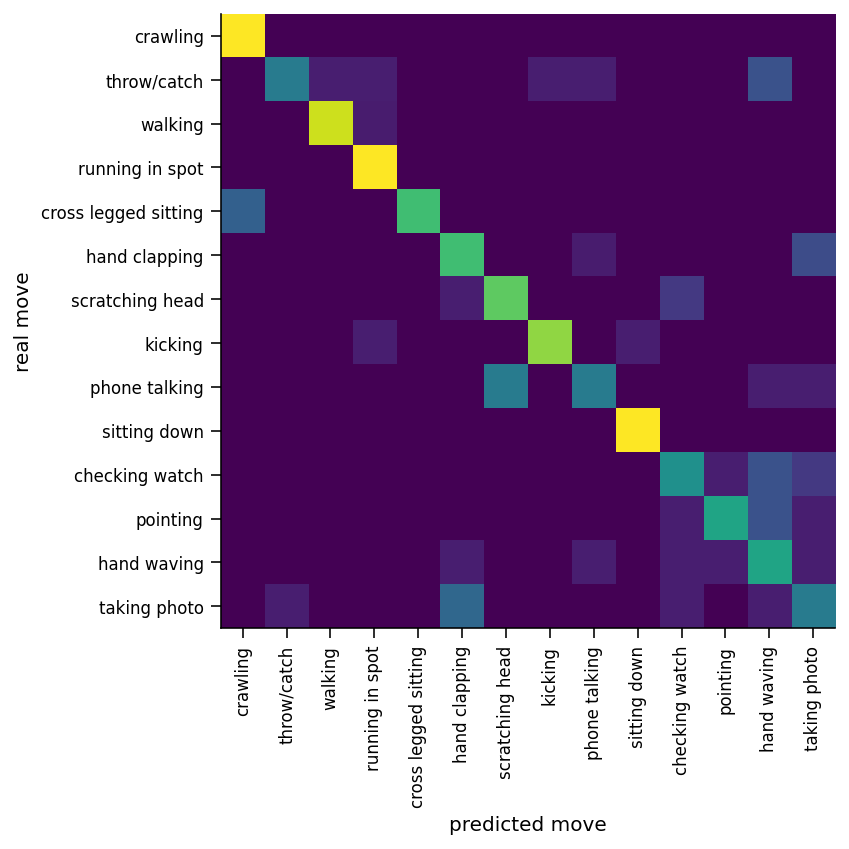 crawling
throw/catch
walking
running in spot
cross legged sitting
hand clapping
scratching head
kicking
phone talking
sitting down
checking watch
pointing
hand waving
taking photo
real move
crawling
throw/catch
walking
running in spot
cross legged sitting
hand clapping
scratching head
kicking
phone talking
sitting down
checking watch
pointing
hand waving
taking photo
predicted move